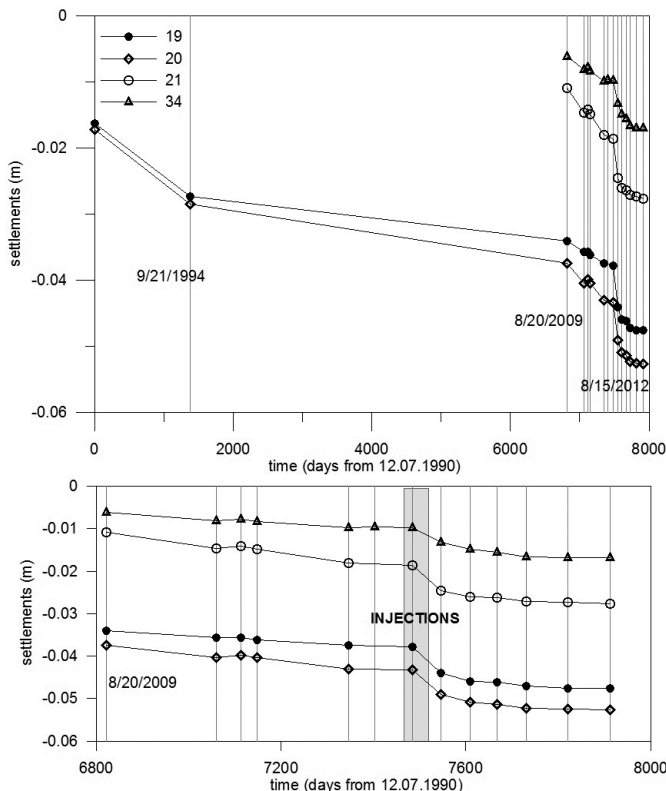 0
19
20
21
34
-0.02
settlements (m)
9/21/1994
-0.04
8/20/2009
8/15/2012
-0.06
0 2000 4000 6000 8000
time (days from 12.07.1990)
0
-0.01
-0.02
settlements (m)
-0.03
INJECTIONS
-0.04
8/20/2009
-0.05
-0.06
6800 7200 7600 8000
time (days from 12.07.1990)